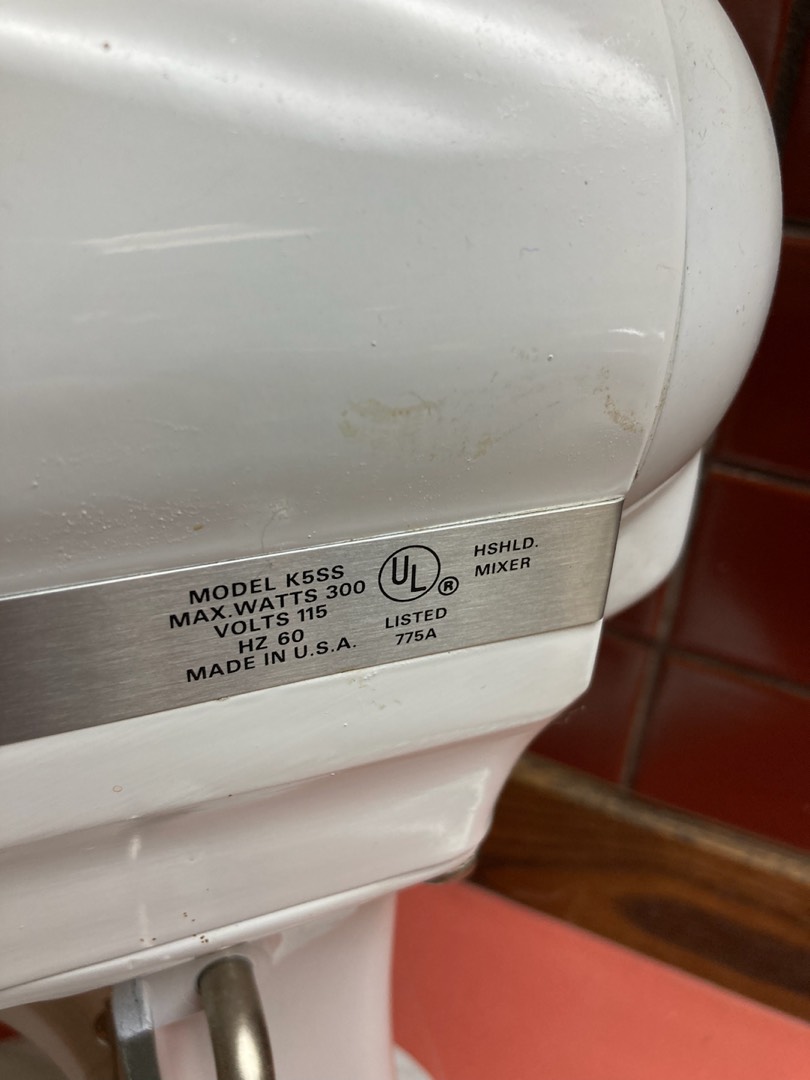 MODEL K5SS
MAX.WATTS 300
VOLTS 115
HZ 60
MADE IN U.S.A.
UL ®
LISTED
775A
HSHLD.
MIXER